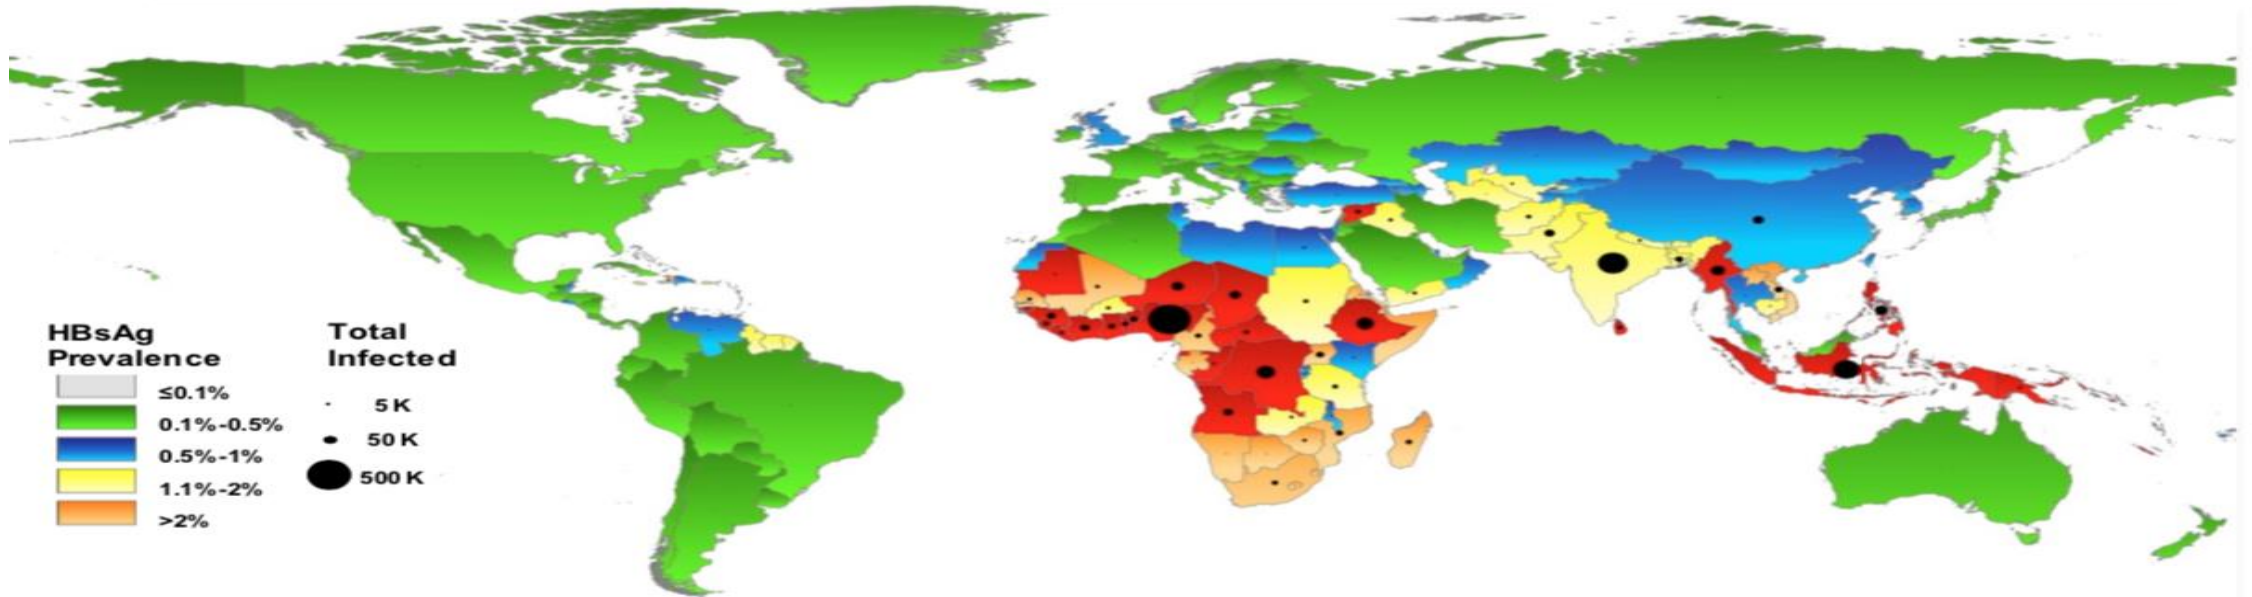 HBsAg
Prevalence
≤0.1%
0.1%-0.5%
0.5%-1%
1.1%-2%
>2%
Total
Infected
5 K
50 K
500 K